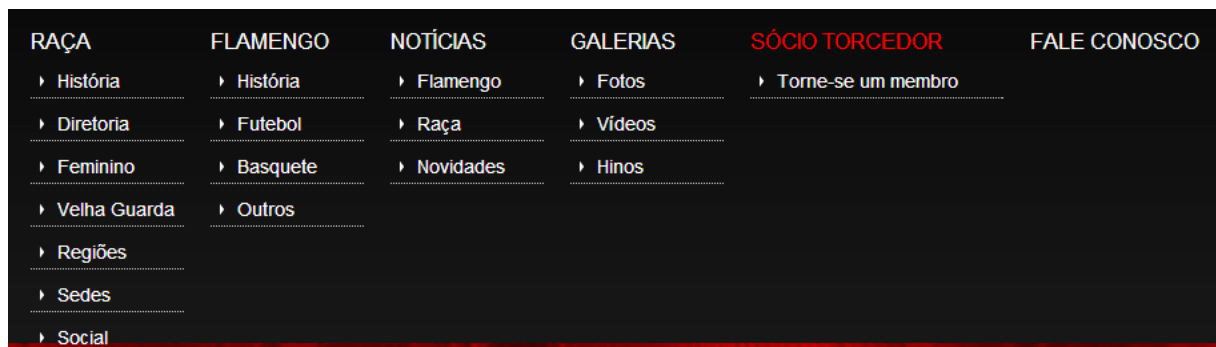 RAÇA
História
Diretoria
Feminino
Velha Guarda
Regiões
Sedes
Social
FLAMENGO
História
Futebol
Basquete
Outros
NOTÍCIAS
Flamengo
Raça
Novidades
GALERIAS
Fotos
Vídeos
Hinos
SÓCIO TORCEDOR
Torne-se um membro
FALE CONOSCO